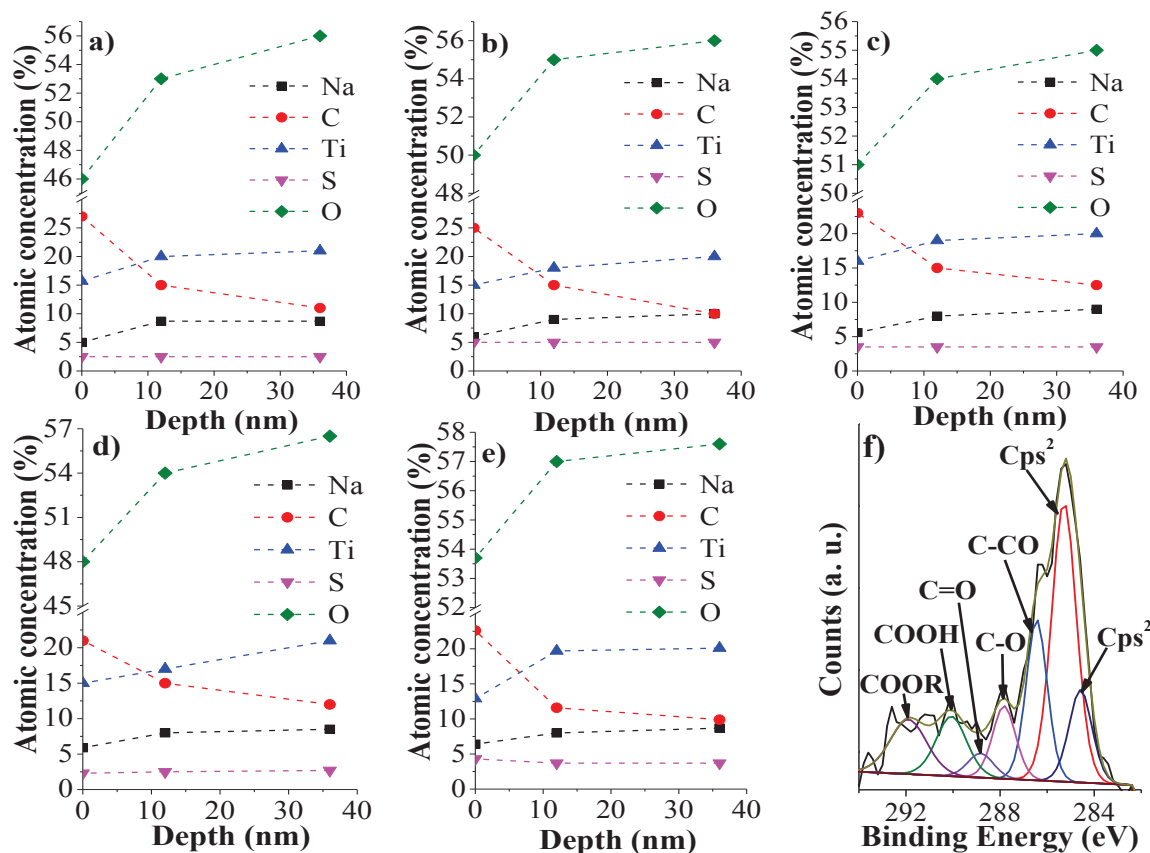 a)
Atomic concentration (%)
56
54
52
50
48
46
25
20
15
10
5
0
Na
C
Ti
S
O
0 10 20 30 40
Depth (nm)
b)
Atomic concentration (%)
56
54
52
50
48
25
20
15
10
5
0
Na
C
Ti
S
O
0 10 20 30 40
Depth (nm)
c)
Atomic concentration (%)
56
55
54
53
52
51
50
20
15
10
5
0
Na
C
Ti
S
O
0 10 20 30 40
Depth (nm)
d)
Atomic concentration (%)
57
54
51
48
45
20
15
10
5
0
Na
C
Ti
S
O
0 10 20 30 40
Depth (nm)
e)
Atomic concentration (%)
58
57
56
55
54
53
52
20
15
10
5
0
Na
C
Ti
S
O
0 10 20 30 40
Depth (nm)
f)
Counts (a. u.)
Cps²
C-CO
C=O
COOH
C-O
Cps²
COOR
292 288 284
Binding Energy (eV)